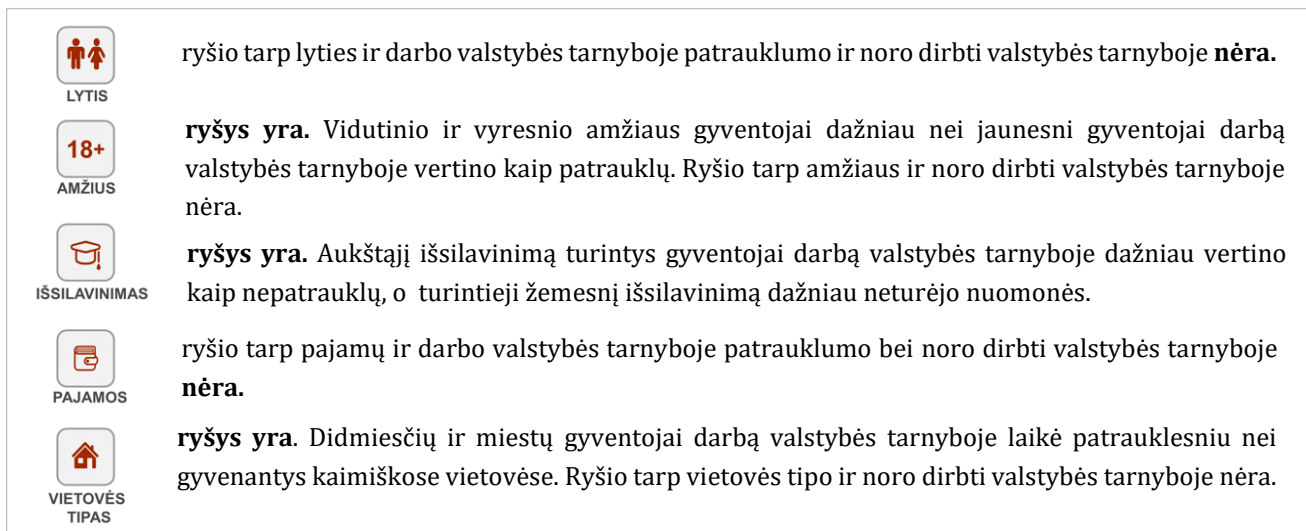 ryšio tarp lyties ir darbo valstybės tarnyboje patrauklumo ir noro dirbti valstybės tarnyboje nėra.
LYTIS
ryšys yra. Vidutinio ir vyresnio amžiaus gyventojai dažniau nei jaunesni gyventojai darbą
18+
valstybės tarnyboje vertino kaip patrauklų. Ryšio tarp amžiaus ir noro dirbti valstybės tarnyboje
AMŽIUS
nėra.
ryšys yra. Aukštąjį išsilavinimą turintys gyventojai darbą valstybės tarnyboje dažniau vertino
IŠSILAVINIMAS
kaip nepatrauklų, o turintieji žemesnį išsilavinimą dažniau neturėjo nuomonės.
ryšio tarp pajamų ir darbo valstybės tarnyboje patrauklumo bei noro dirbti valstybės tarnyboje
nėra.
PAJAMOS
ryšys yra. Didmiesčių ir miestų gyventojai darbą valstybės tarnyboje laikė patrauklesniu nei
gyvenantys kaimiškose vietovėse. Ryšio tarp vietovės tipo ir noro dirbti valstybės tarnyboje nėra.
VIETOVĖS
TIPAS